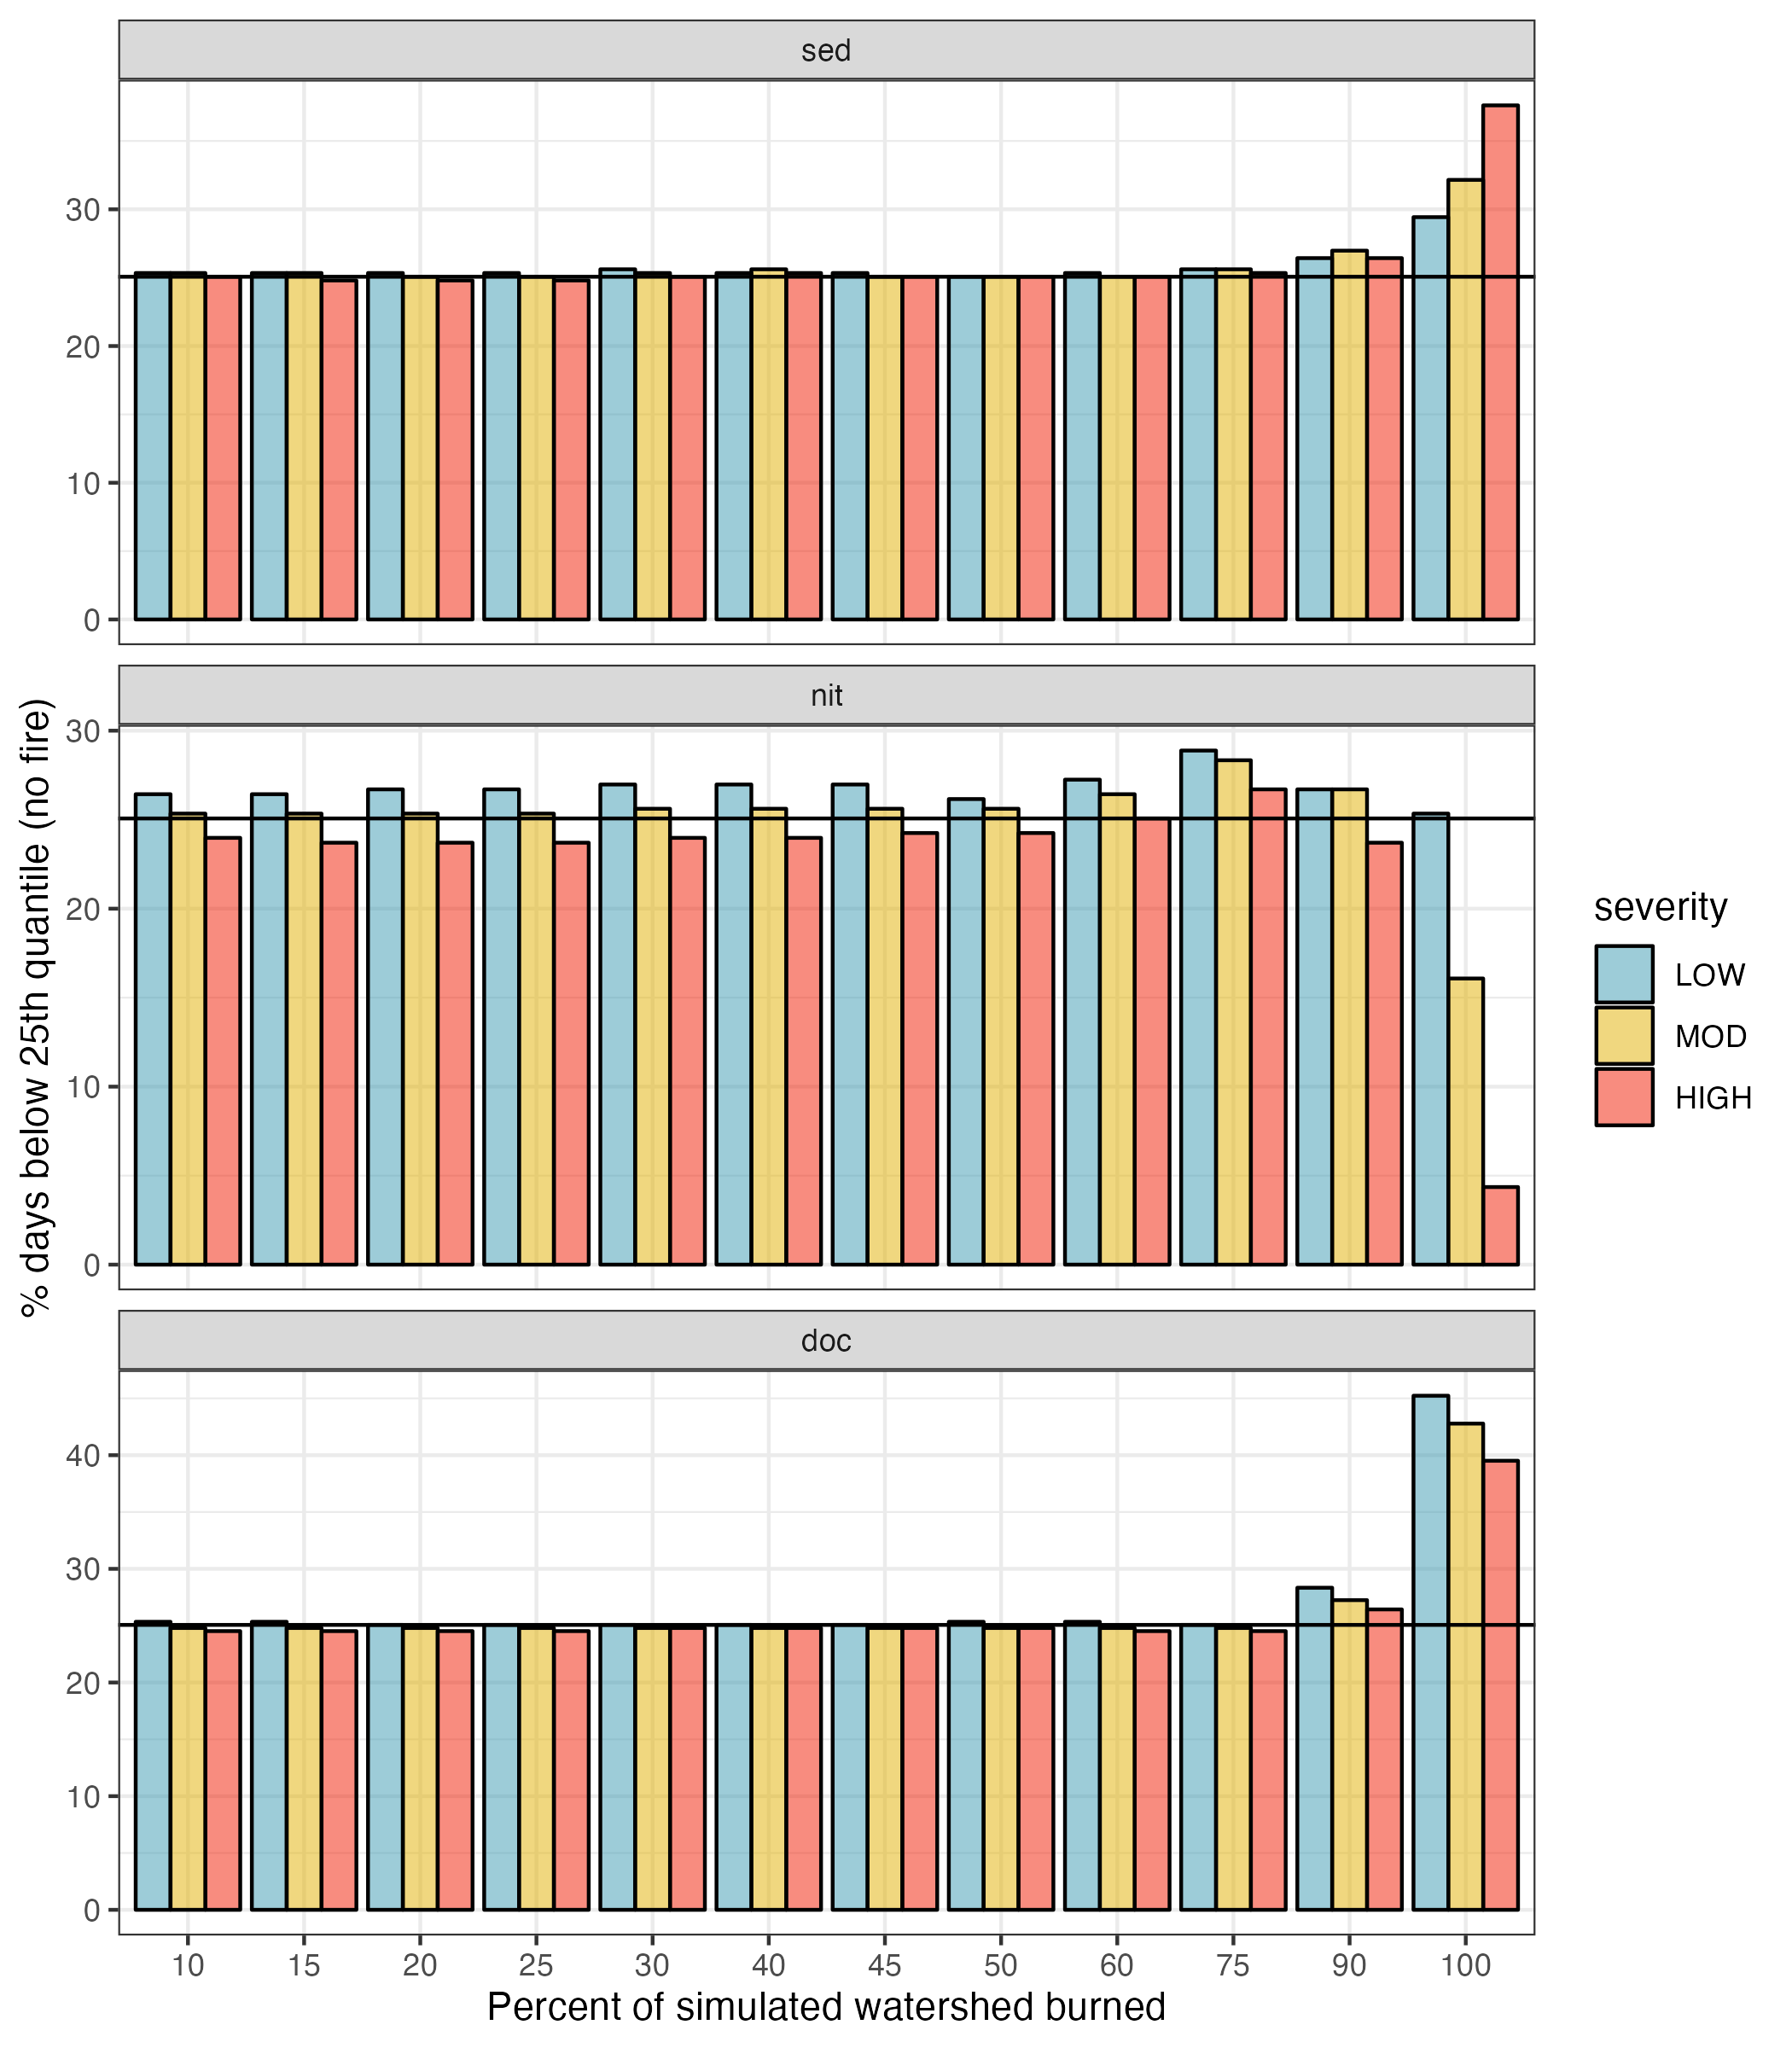 sed
30
20
10
0
nit
30
20
10
0
% days below 25th quantile (no fire)
doc
40
30
20
10
0
10 15 20 25 30 40 45 50 60 75 90 100
Percent of simulated watershed burned
severity
LOW
MOD
HIGH